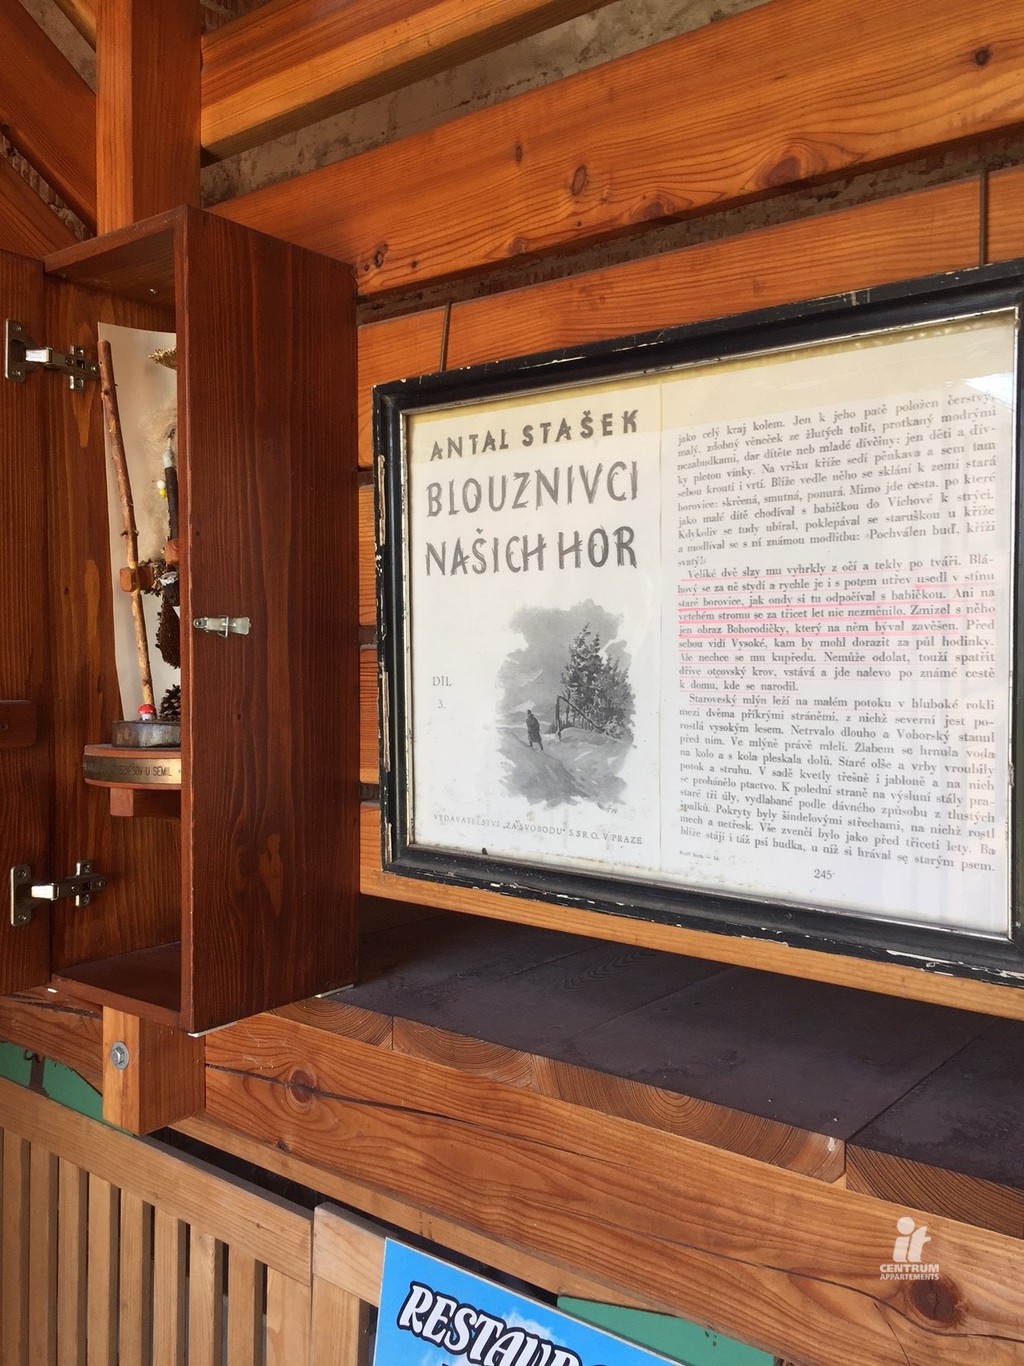 ANTAL STAŠEK
BLOUZNIVCI
NAŠICH HOR
DÍL
3.
VYDAVATELSTVÍ „ZA SVOBODU" S. S R. O. V PRAZE
jako celý kraj kolem. Jen k jeho patě položen čerstvý,
malý, zdobný věneček ze žlutých tolit, protkaný modrými
nezabudkami, dar dítěte neb mladé dívčiny: jen děti a dív-
ky pletou vínky. Na vršku kříže sedí pěnkava a sem tam
sebou kroutí i vrtí. Blíže vedle něho se sklání k zemi stará
borovice: skrčená, smutná, ponurá. Mimo jde cesta, po které
jako malé dítě chodíval s babičkou do Víchové k strýci.
Kdykoliv se tudy ubíral, poklepával se staruškou u kříže
a modlíval se s ní známou modlitbu: »Pochválen buď, kříži
svatý!«
Veliké dvě slzy mu vyhrkly z očí a tekly po tváři. Blá-
hový se za ně stydí a rychle je i s potem utřev usedl v stínu
staré borovice, jak ondy si tu odpočíval s babičkou. Ani na
vetchém stromu se za třicet let nic nezměnilo. Zmizel s něho
jen obraz Bohorodičky, který na něm býval zavěšen. Před
sebou vidí Vysoké, kam by mohl dorazit za půl hodinky.
Ale nechce se mu kupředu. Nemůže odolat, touží spatřit
dříve otcovský krov, vstává a jde nalevo po známé cestě
k domu, kde se narodil.
Staroveský mlýn leží na malém potoku v hluboké rokli
mezi dvěma příkrými stráněmi, z nichž severní jest po-
rostlá vysokým lesem. Netrvalo dlouho a Voborský stanul
před ním. Ve mlýně právě mleli. Žlabem se hrnula voda
na kolo a s kola pleskala dolů. Staré olše a vrby vroubily
potok a struhu. V sadě kvetly třešně i jabloně a na nich
se prohánělo ptactvo. K polední straně na výsluní stály pra-
staré tři úly, vydlabané podle dávného způsobu z tlustých
špalků. Pokryty byly šindelovými střechami, na nichž rostl
mech a netřesk. Vše zvenčí bylo jako před třiceti lety. Ba
blíže stájí i táž psí budka, u níž si hrával se starým psem.
245
U SEMIL
it
CENTRUM
APPARTEMENTS
RESTAUR